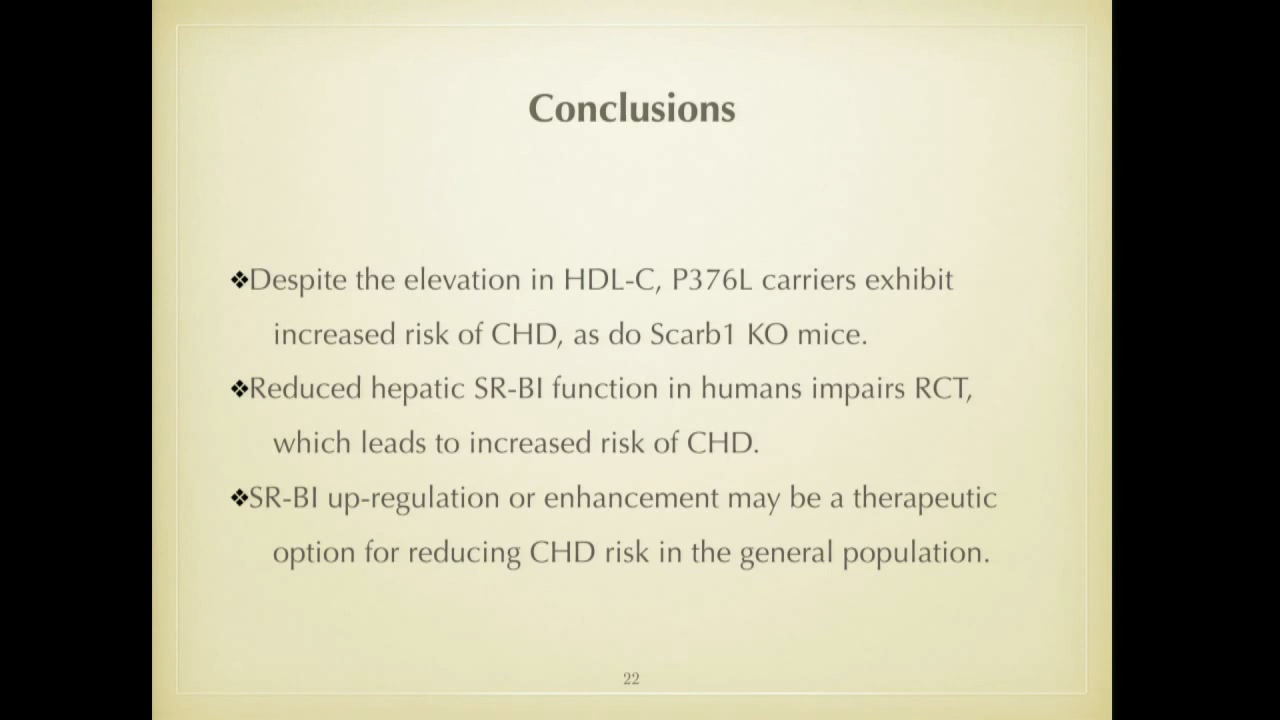 Conclusions
❖Despite the elevation in HDL-C, P376L carriers exhibit
increased risk of CHD, as do Scarb1 KO mice.
❖Reduced hepatic SR-BI function in humans impairs RCT,
which leads to increased risk of CHD.
❖SR-BI up-regulation or enhancement may be a therapeutic
option for reducing CHD risk in the general population.
22